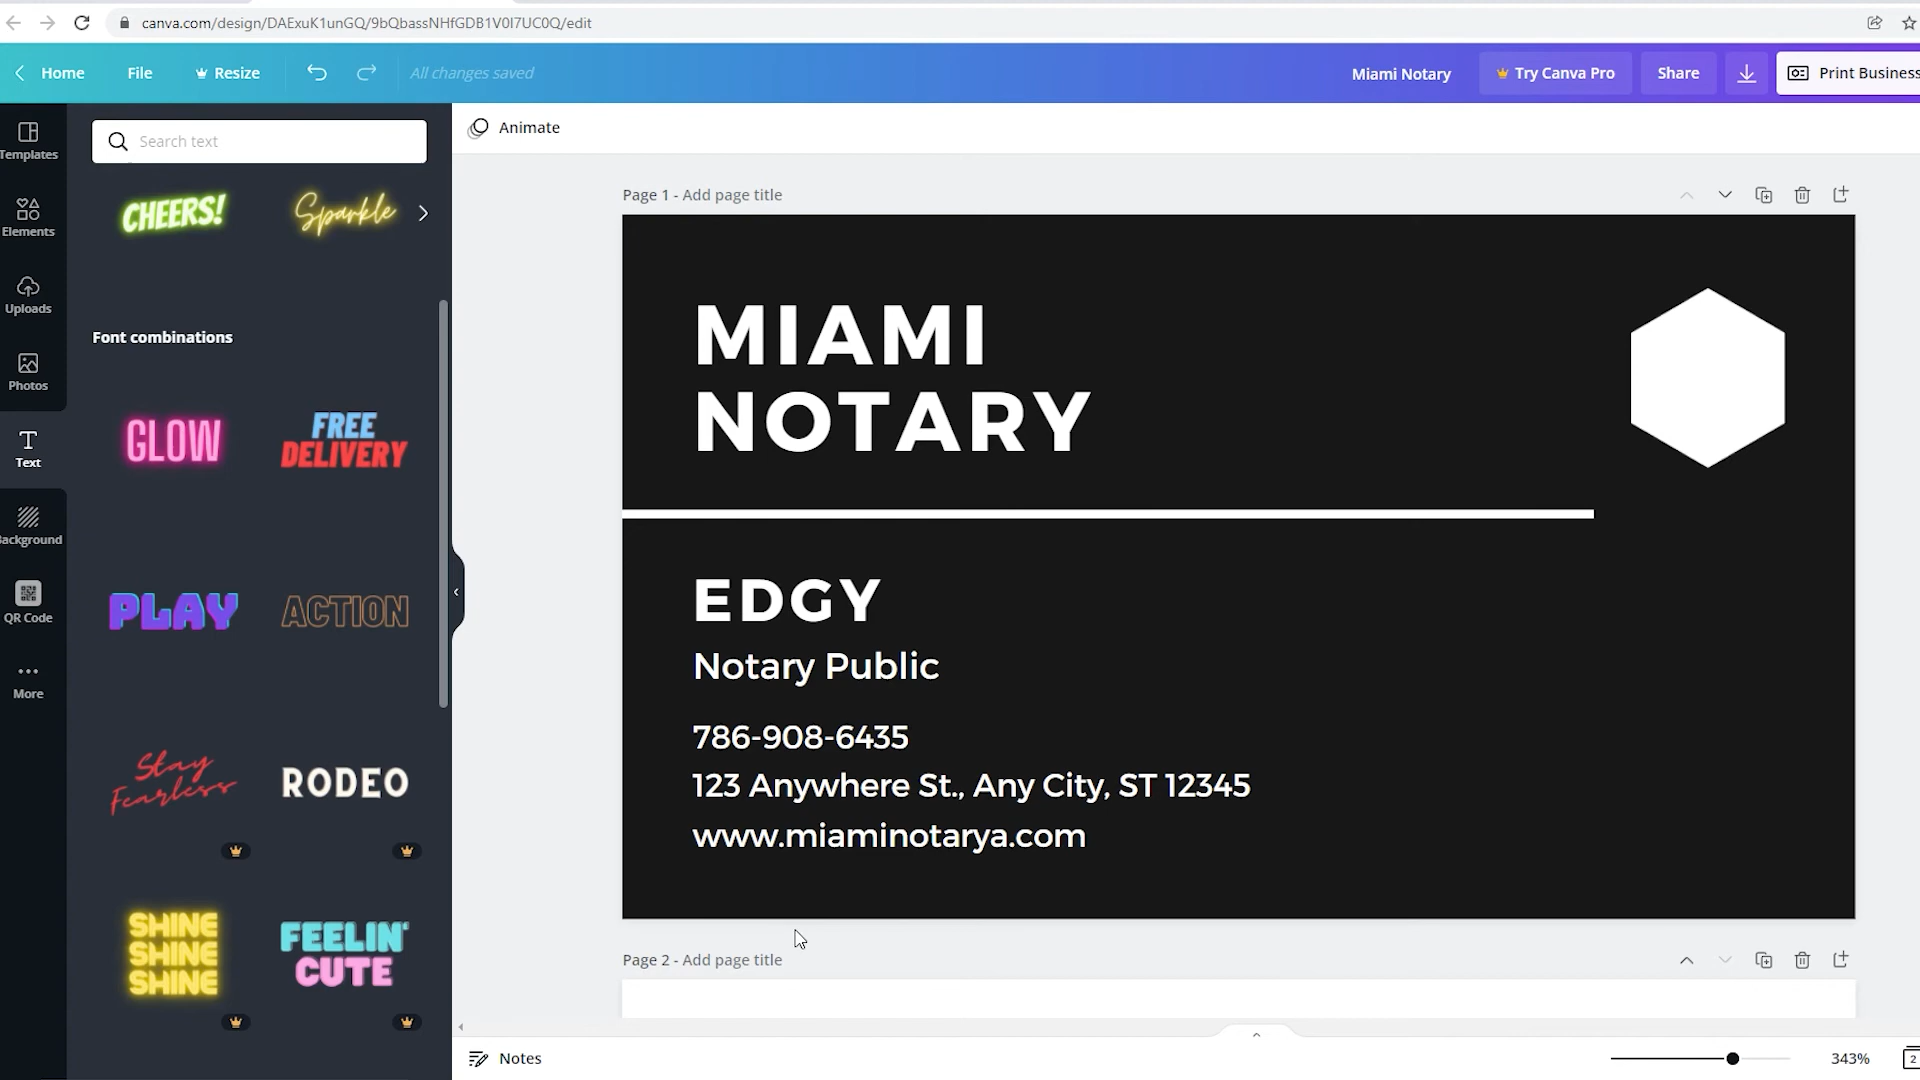 canva.com/design/DAExuK1unGQ/9bQbassNHfGDB1V0I7UC0Q/edit
Home
File
Resize
All changes saved
Miami Notary
Try Canva Pro
Share
Print Business
Templates
Elements
Uploads
Photos
Text
Background
QR Code
More
Search text
CHEERS!
Sparkle
Font combinations
GLOW
FREE
DELIVERY
PLAY
ACTION
Stay
Fearless
RODEO
SHINE
SHINE
SHINE
FEELIN'
CUTE
Animate
Page 1 - Add page title
MIAMI
NOTARY
EDGY
Notary Public
786-908-6435
123 Anywhere St., Any City, ST 12345
www.miaminotarya.com
Page 2 - Add page title
Notes
343%
2